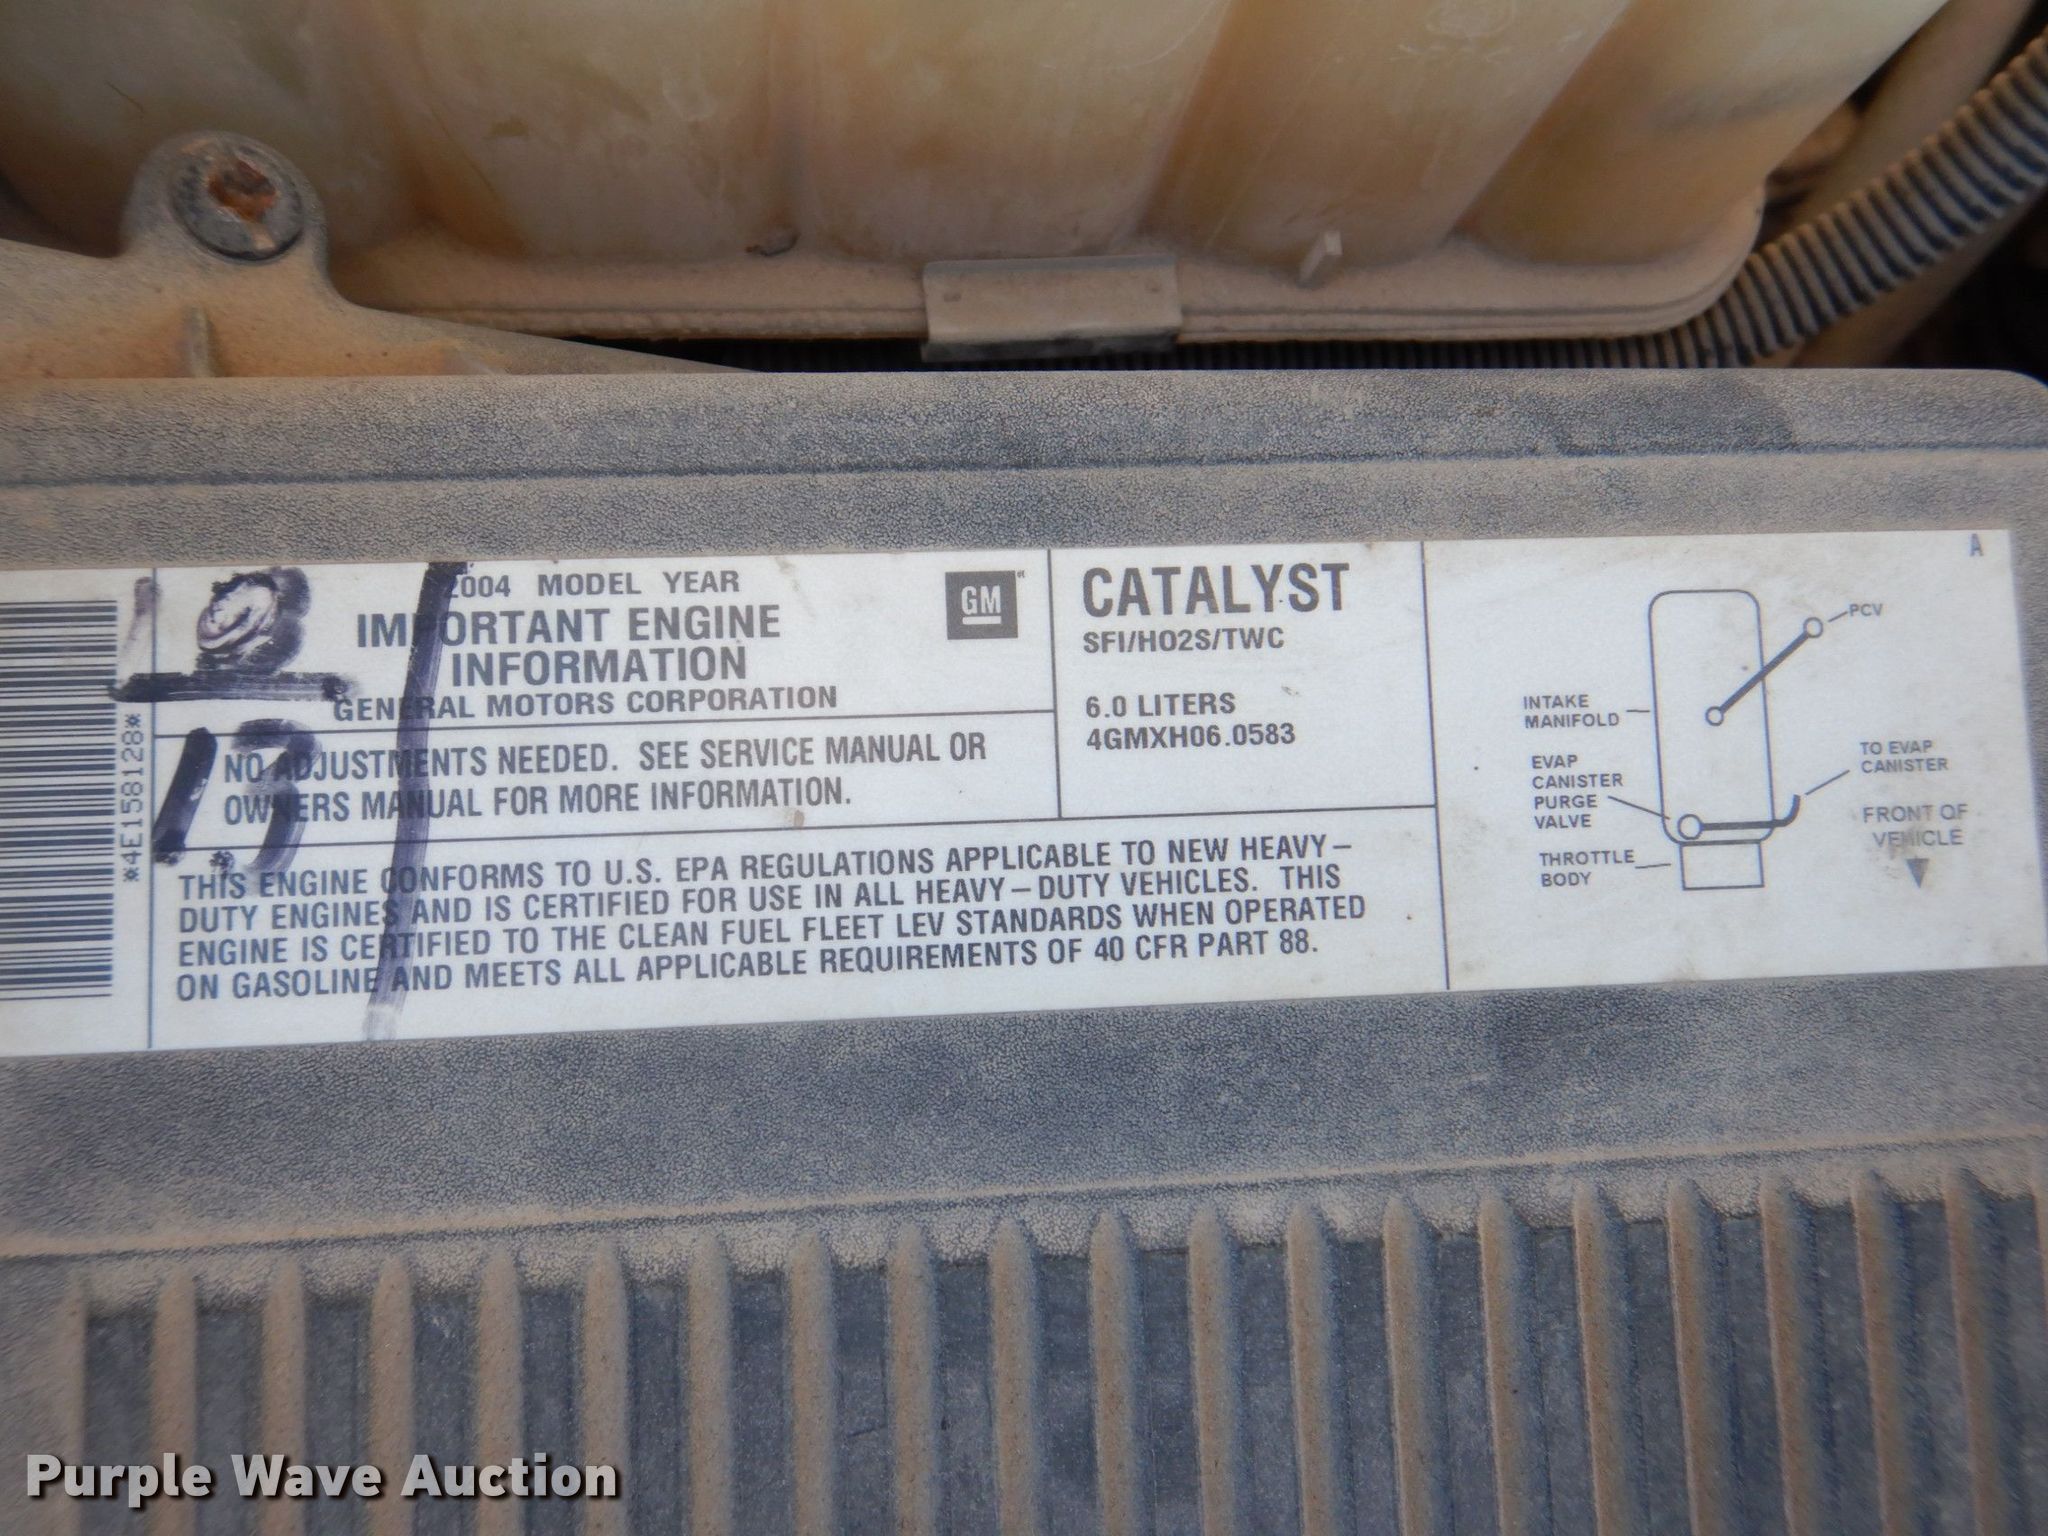 *4E158128*
13
13
2004 MODEL YEAR
IMPORTANT ENGINE
INFORMATION
GENERAL MOTORS CORPORATION
GM
NO ADJUSTMENTS NEEDED. SEE SERVICE MANUAL OR
OWNERS MANUAL FOR MORE INFORMATION.
CATALYST
SFI/HO2S/TWC
6.0 LITERS
4GMXH06.0583
THIS ENGINE CONFORMS TO U.S. EPA REGULATIONS APPLICABLE TO NEW HEAVY–
DUTY ENGINES AND IS CERTIFIED FOR USE IN ALL HEAVY–DUTY VEHICLES. THIS
ENGINE IS CERTIFIED TO THE CLEAN FUEL FLEET LEV STANDARDS WHEN OPERATED
ON GASOLINE AND MEETS ALL APPLICABLE REQUIREMENTS OF 40 CFR PART 88.
A
PCV
INTAKE
MANIFOLD
EVAP
CANISTER
PURGE
VALVE
THROTTLE
BODY
TO EVAP
CANISTER
FRONT OF
VEHICLE
Purple Wave Auction